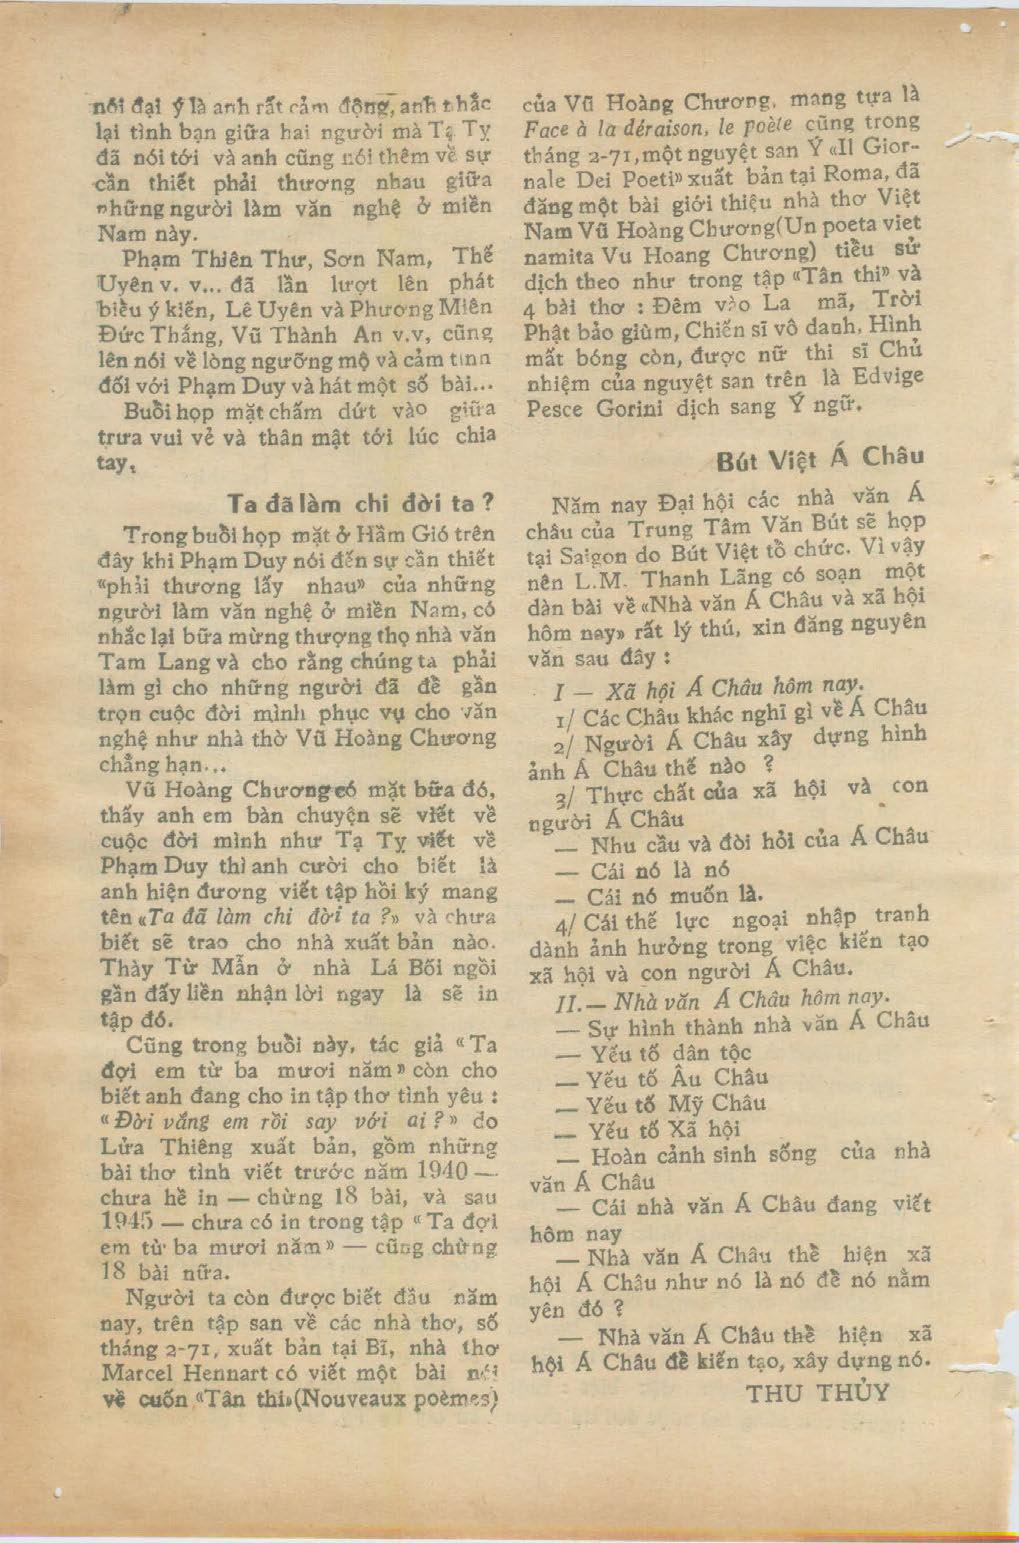 nói đại ý là anh rất cảm động, anh nhắc
lại tình bạn giữa hai người mà Tạ Tỵ
đã nói tới và anh cũng nói thêm về sự
cần thiết phải thương nhau giữa
những người làm văn nghệ ở miền
Nam này.
Phạm Thiên Thư, Sơn Nam, Thế
Uyên v. v... đã lần lượt lên phát
biểu ý kiến, Lê Uyên và Phương Miên
Đức Thắng, Vũ Thành An v.v, cũng
lên nói về lòng ngưỡng mộ và cảm tình
đối với Phạm Duy và hát một số bài...
Buổi họp mặt chấm dứt vào giữa
trưa vui vẻ và thân mật tới lúc chia
tay,
Ta đã làm chi đời ta ?
Trong buổi họp mặt ở Hầm Gió trên
đây khi Phạm Duy nói đến sự cần thiết
«phải thương lấy nhau» của những
người làm văn nghệ ở miền Nam, có
nhắc lại bữa mừng thượng thọ nhà văn
Tam Lang và cho rằng chúng ta phải
làm gì cho những người đã để gần
trọn cuộc đời mình phục vụ cho văn
nghệ như nhà thờ Vũ Hoàng Chương
chẳng hạn...
Vũ Hoàng Chương có mặt bữa đó,
thấy anh em bàn chuyện sẽ viết về
cuộc đời mình như Tạ Tỵ viết về
Phạm Duy thì anh cười cho biết là
anh hiện đương viết tập hồi ký mang
tên «Ta đã làm chi đời ta ?» và chưa
biết sẽ trao cho nhà xuất bản nào.
Thày Từ Mẫn ở nhà Lá Bối ngồi
gần đấy liền nhận lời ngay là sẽ in
tập đó.
Cũng trong buổi này, tác giả «Ta
đợi em từ ba mươi năm» còn cho
biết anh đang cho in tập thơ tình yêu :
«Đời vắng em rồi say với ai ?» do
Lửa Thiêng xuất bản, gồm những
bài thơ tình viết trước năm 1940 —
chưa hề in — chừng 18 bài, và sau
1945 — chưa có in trong tập «Ta đợi
em từ ba mươi năm» — cũng chừng
18 bài nữa.
Người ta còn được biết đầu năm
nay, trên tập san về các nhà thơ, số
tháng 2-71, xuất bản tại Bĩ, nhà thơ
Marcel Hennart có viết một bài nói
về cuốn «Tân thi»(Nouveaux poèmes)
của Vũ Hoàng Chương, mang tựa là
Face à la déraison, le poète cũng trong
tháng 2-71, một nguyệt san Ý «Il Gior-
nale Dei Poeti» xuất bản tại Roma, đã
đăng một bài giới thiệu nhà thơ Việt
Nam Vũ Hoàng Chương(Un poeta viet
namita Vu Hoang Chương) tiểu sử
dịch theo như trong tập «Tân thi» và
4 bài thơ : Đêm vào La mã, Trời
Phật bảo giùm, Chiến sĩ vô danh, Hình
mất bóng còn, được nữ thi sĩ Chủ
nhiệm của nguyệt san trên là Edvige
Pesce Gorini dịch sang Ý ngữ.
Bút Việt Á Châu
Năm nay Đại hội các nhà văn Á
châu của Trung Tâm Văn Bút sẽ họp
tại Saigon do Bút Việt tổ chức. Vì vậy
nên L.M. Thanh Lãng có soạn một
dàn bài về «Nhà văn Á Châu và xã hội
hôm nay» rất lý thú, xin đăng nguyên
văn sau đây :
I — Xã hội Á Châu hôm nay.
1/ Các Châu khác nghĩ gì về Á Châu
2/ Người Á Châu xây dựng hình
ảnh Á Châu thế nào ?
3/ Thực chất của xã hội và con
người Á Châu
— Nhu cầu và đòi hỏi của Á Châu
— Cái nó là nó
— Cái nó muốn là.
4/ Cái thế lực ngoại nhập tranh
dành ảnh hưởng trong việc kiến tạo
xã hội và con người Á Châu.
II.— Nhà văn Á Châu hôm nay.
— Sự hình thành nhà văn Á Châu
— Yếu tố dân tộc
— Yếu tố Âu Châu
— Yếu tố Mỹ Châu
— Yếu tố Xã hội
— Hoàn cảnh sinh sống của nhà
văn Á Châu
— Cái nhà văn Á Châu đang viết
hôm nay
— Nhà văn Á Châu thể hiện xã
hội Á Châu như nó là nó để nó nằm
yên đó ?
— Nhà văn Á Châu thể hiện xã
hội Á Châu để kiến tạo, xây dựng nó.
THU THỦY